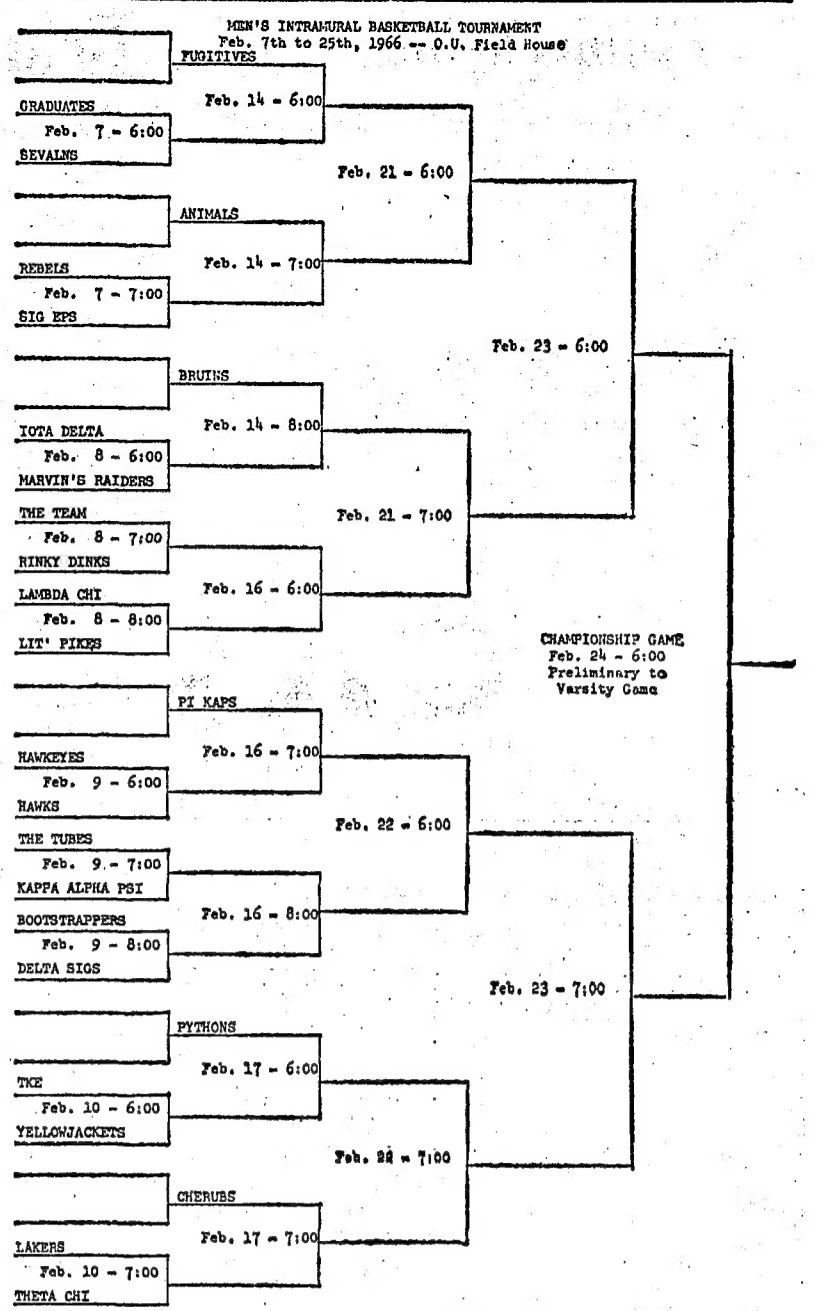 MEN'S INTRAMURAL BASKETBALL TOURNAMENT
Feb. 7th to 25th, 1966 -- O.U. Field House
FUGITIVES
Feb. 14 - 6:00
GRADUATES
Feb. 7 - 6:00
SEVALNS
Feb. 21 - 6:00
ANIMALS
Feb. 14 - 7:00
REBELS
Feb. 7 - 7:00
SIG EPS
Feb. 23 - 6:00
BRUINS
Feb. 14 - 8:00
IOTA DELTA
Feb. 8 - 6:00
MARVIN'S RAIDERS
Feb. 21 - 7:00
THE TEAM
Feb. 8 - 7:00
RINKY DINKS
Feb. 16 - 6:00
LAMBDA CHI
Feb. 8 - 8:00
LIT' PIKES
CHAMPIONSHIP GAME
Feb. 24 - 6:00
Preliminary to
Varsity Game
PI KAPS
Feb. 16 - 7:00
HAWKEYES
Feb. 9 - 6:00
HAWKS
Feb. 22 - 6:00
THE TUBES
Feb. 9 - 7:00
KAPPA ALPHA PSI
Feb. 16 - 8:00
BOOTSTRAPPERS
Feb. 9 - 8:00
DELTA SIGS
Feb. 23 - 7:00
PYTHONS
Feb. 17 - 6:00
TKE
Feb. 10 - 6:00
YELLOWJACKETS
Feb. 22 - 7:00
CHERUBS
Feb. 17 - 7:00
LAKERS
Feb. 10 - 7:00
THETA CHI